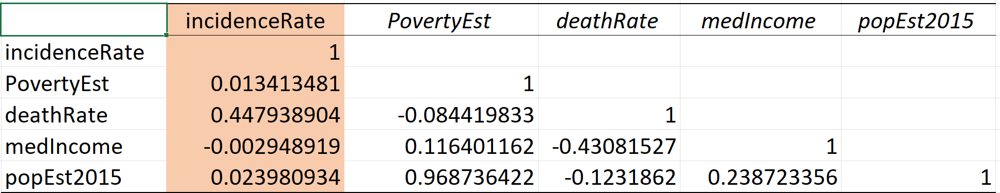 incidenceRate PovertyEst deathRate medIncome popEst2015
incidenceRate 1
PovertyEst 0.013413481 1
deathRate 0.447938904 -0.084419833 1
medIncome -0.002948919 0.116401162 -0.43081527 1
popEst2015 0.023980934 0.968736422 -0.1231862 0.238723356 1